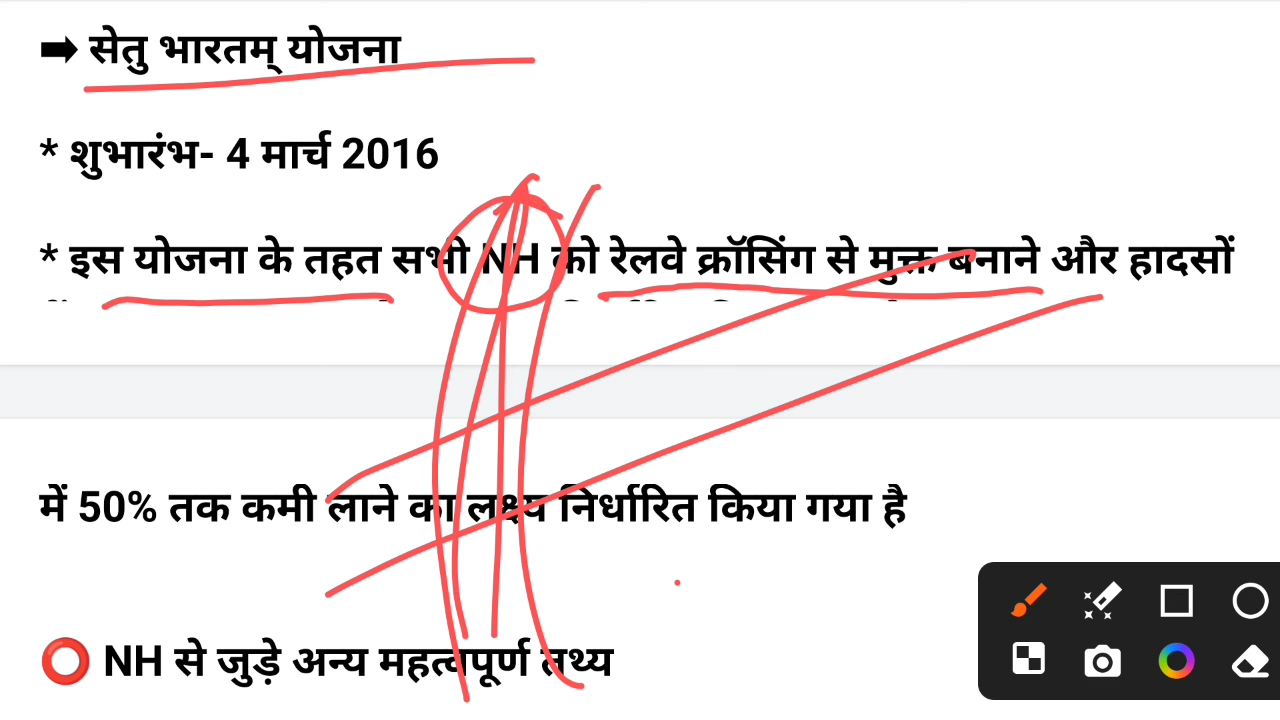 ➡ सेतु भारतम् योजना
* शुभारंभ- 4 मार्च 2016
* इस योजना के तहत सभी NH को रेलवे क्रॉसिंग से मुक्त बनाने और हादसों
में 50% तक कमी लाने का लक्ष्य निर्धारित किया गया है
⭕ NH से जुड़े अन्य महत्वपूर्ण तथ्य